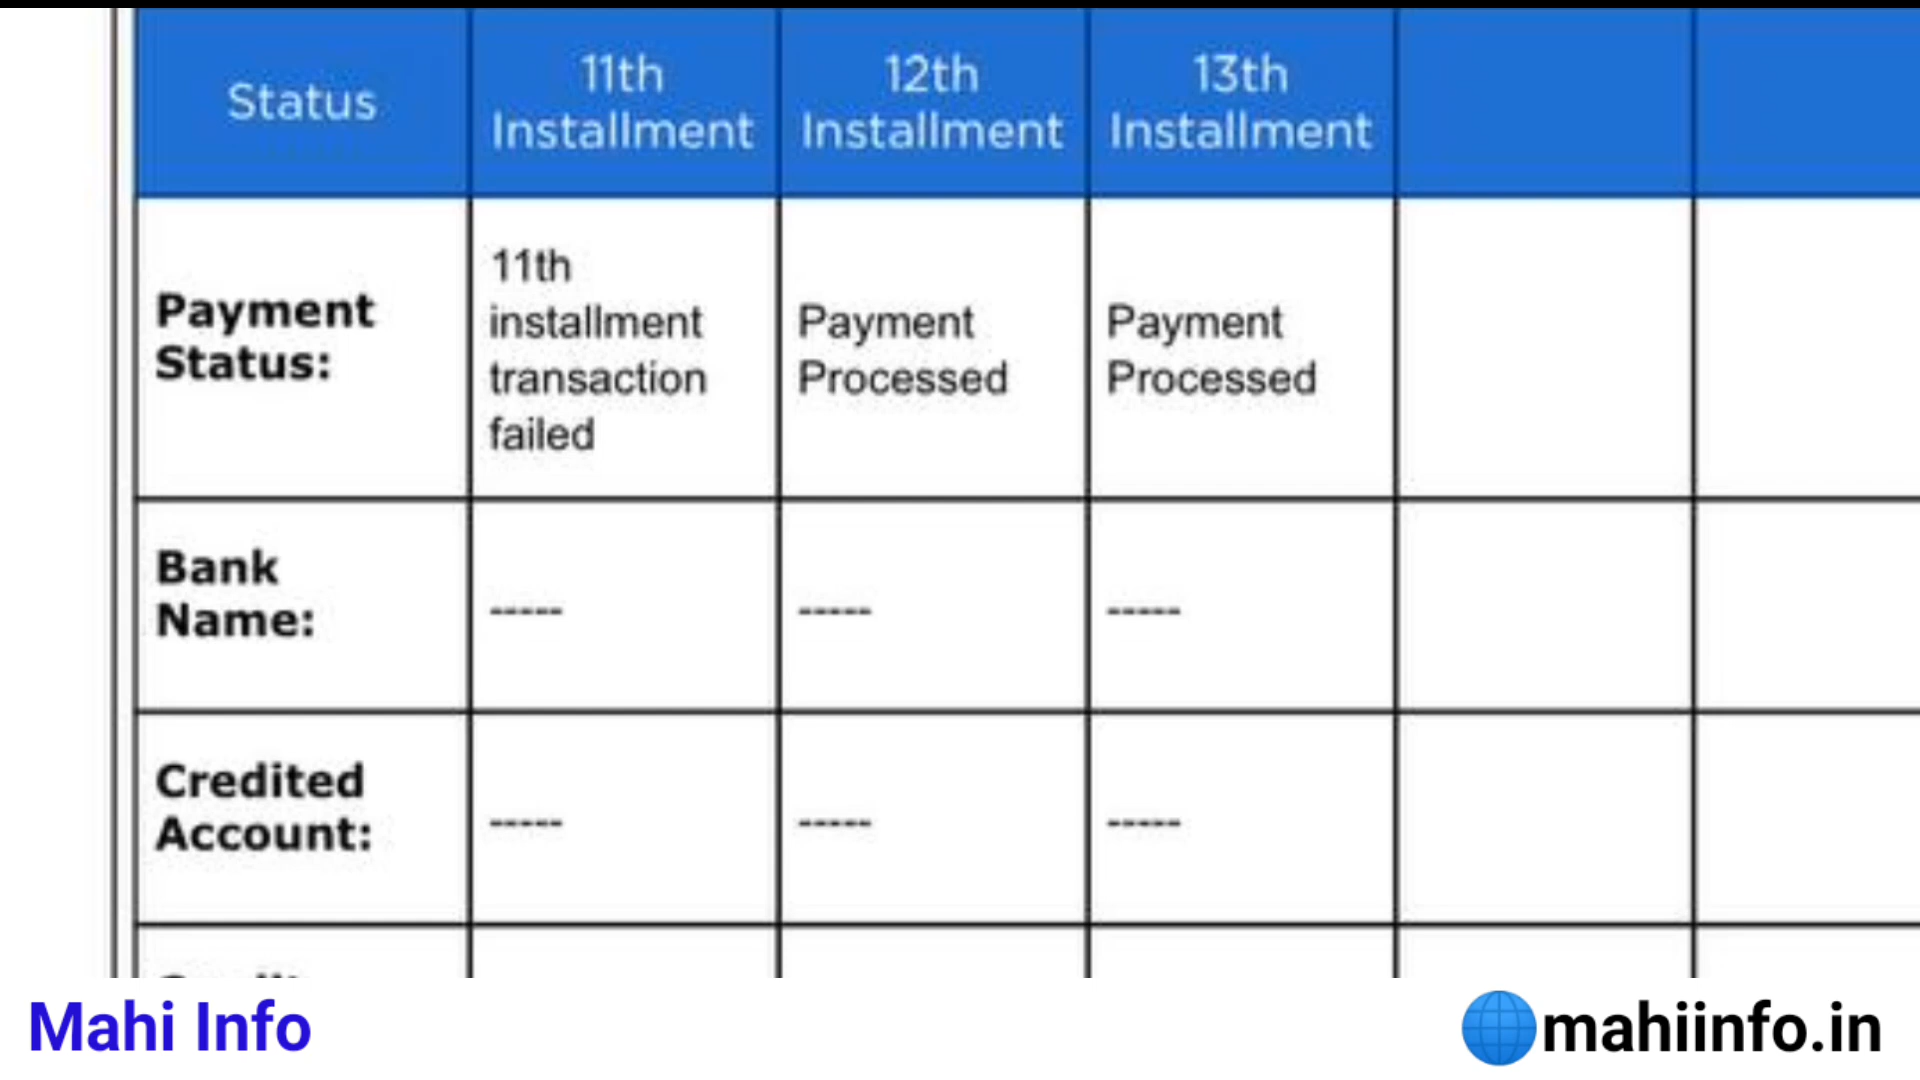 Status
11th
Installment
12th
Installment
13th
Installment
Payment
Status:
11th
installment
transaction
failed
Payment
Processed
Payment
Processed
Bank
Name:
-----
-----
-----
Credited
Account:
-----
-----
-----
Mahi Info
mahiinfo.in